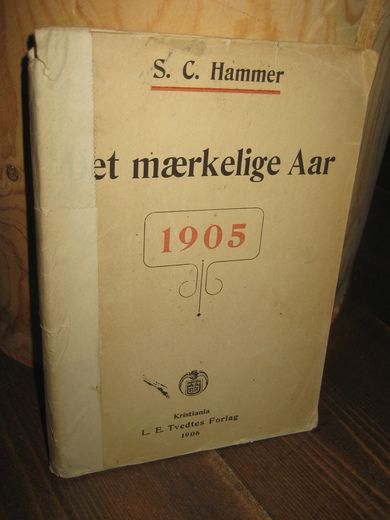 S. C. Hammer
et mærkelige Aar
1905
Kristiania
L. E. Tvedtes Forlag
1906